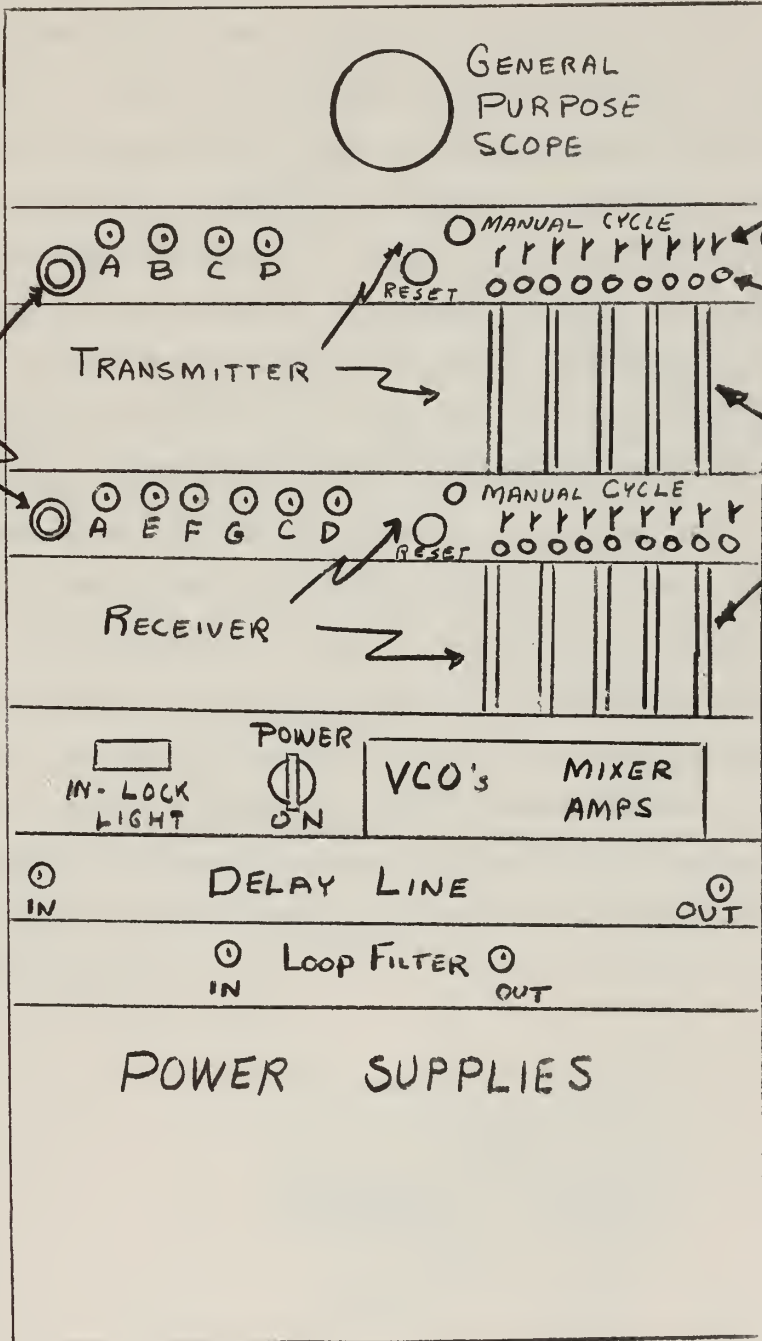 GENERAL
PURPOSE
SCOPE
MANUAL CYCLE
A B C D
RESET
TRANSMITTER
MANUAL CYCLE
A E F G C D
RESET
RECEIVER
POWER
IN-LOCK
LIGHT
ON
VCO's MIXER
AMPS
DELAY LINE
IN
OUT
LOOP FILTER
IN
OUT
POWER SUPPLIES